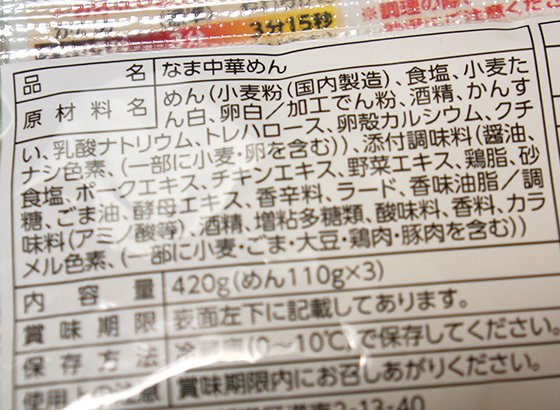 3分15秒
品名 なま中華めん
原材料名 めん(小麦粉(国内製造)、食塩、小麦た
ん白、卵白/加工でん粉、酒精、かんす
い、乳酸ナトリウム、トレハロース、卵殻カルシウム、クチ
ナシ色素、(一部に小麦・卵を含む))、添付調味料(醤油、
食塩、ポークエキス、チキンエキス、野菜エキス、鶏脂、砂
糖、ごま油、酵母エキス、香辛料、ラード、香味油脂/調
味料(アミノ酸等)、酒精、増粘多糖類、酸味料、香料、カラ
メル色素、(一部に小麦・ごま・大豆・鶏肉・豚肉を含む))
内容量 420g(めん110g×3)
賞味期限 表面左下に記載してあります。
保存方法 冷蔵庫(0~10℃)で保存してください。
使用上の注意 賞味期限内にお召しあがりください。
2-13-40